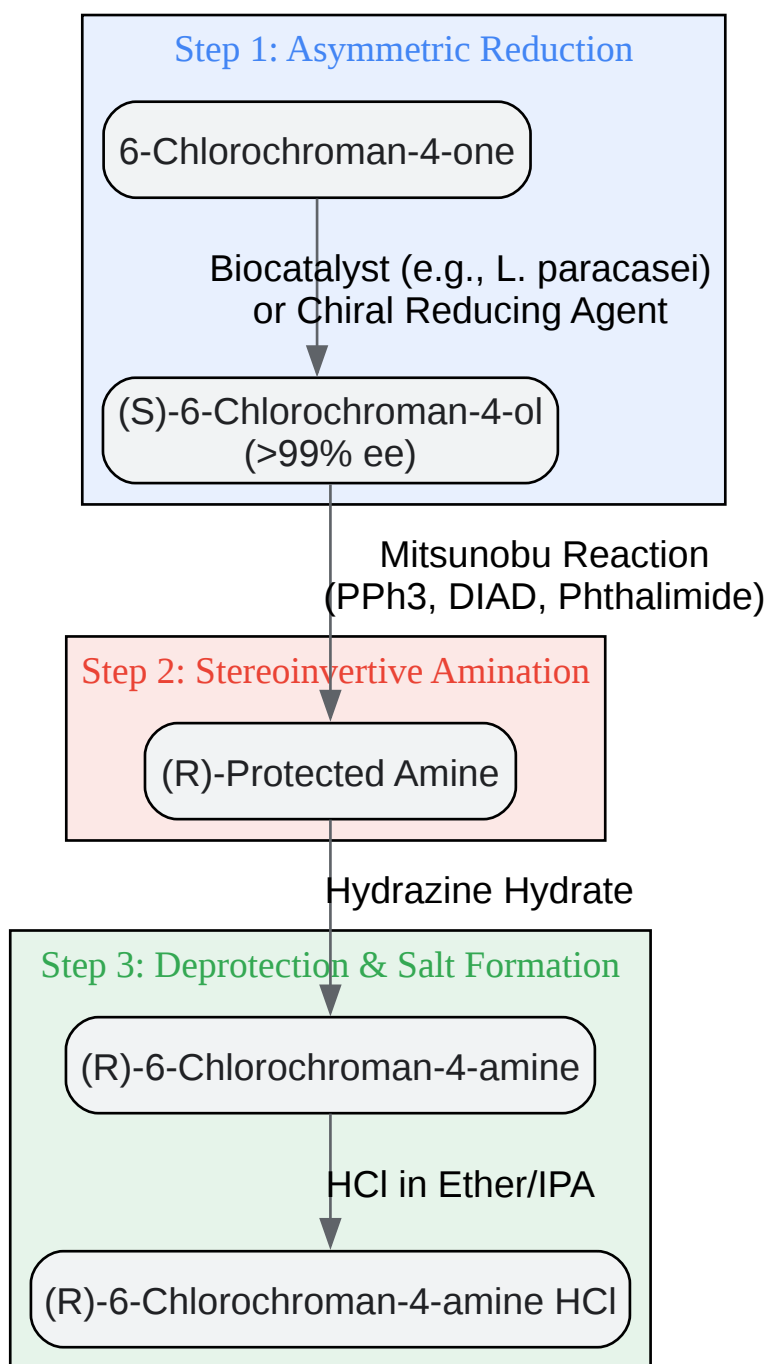 Step 1: Asymmetric Reduction
6-Chlorochroman-4-one
Biocatalyst (e.g., L. paracasei)
or Chiral Reducing Agent
(S)-6-Chlorochroman-4-ol
(>99% ee)
Mitsunobu Reaction
(PPh3, DIAD, Phthalimide)
Step 2: Stereoinvertive Amination
(R)-Protected Amine
Hydrazine Hydrate
Step 3: Deprotection & Salt Formation
(R)-6-Chlorochroman-4-amine
HCl in Ether/IPA
(R)-6-Chlorochroman-4-amine HCl